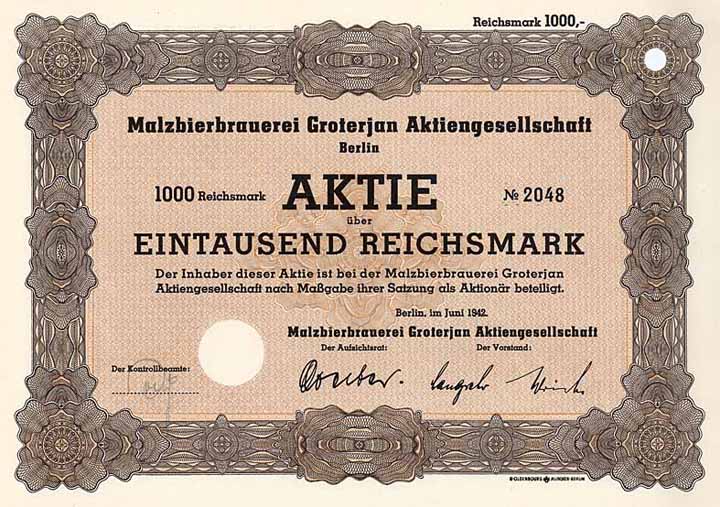 Reichsmark 1000,-
Malzbierbrauerei Groterjan Aktiengesellschaft
Berlin
1000 Reichsmark AKTIE № 2048
über
EINTAUSEND REICHSMARK
Der Inhaber dieser Aktie ist bei der Malzbierbrauerei Groterjan
Aktiengesellschaft nach Maßgabe ihrer Satzung als Aktionär beteiligt.
Berlin, im Juni 1942.
Malzbierbrauerei Groterjan Aktiengesellschaft
Der Aufsichtsrat: Der Vorstand:
Der Kontrollbeamte: